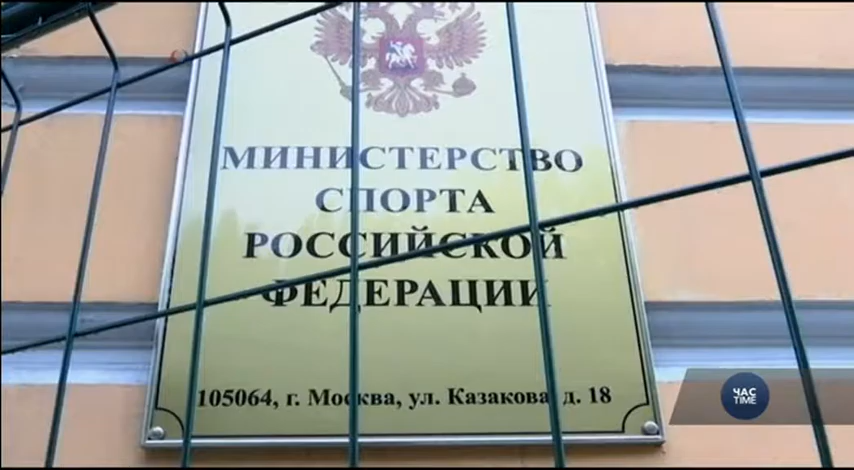 МИНИСТЕРСТВО
СПОРТА
РОССИЙСКОЙ
ФЕДЕРАЦИИ
105064, г. Москва, ул. Казакова д. 18
ЧАС
TIME